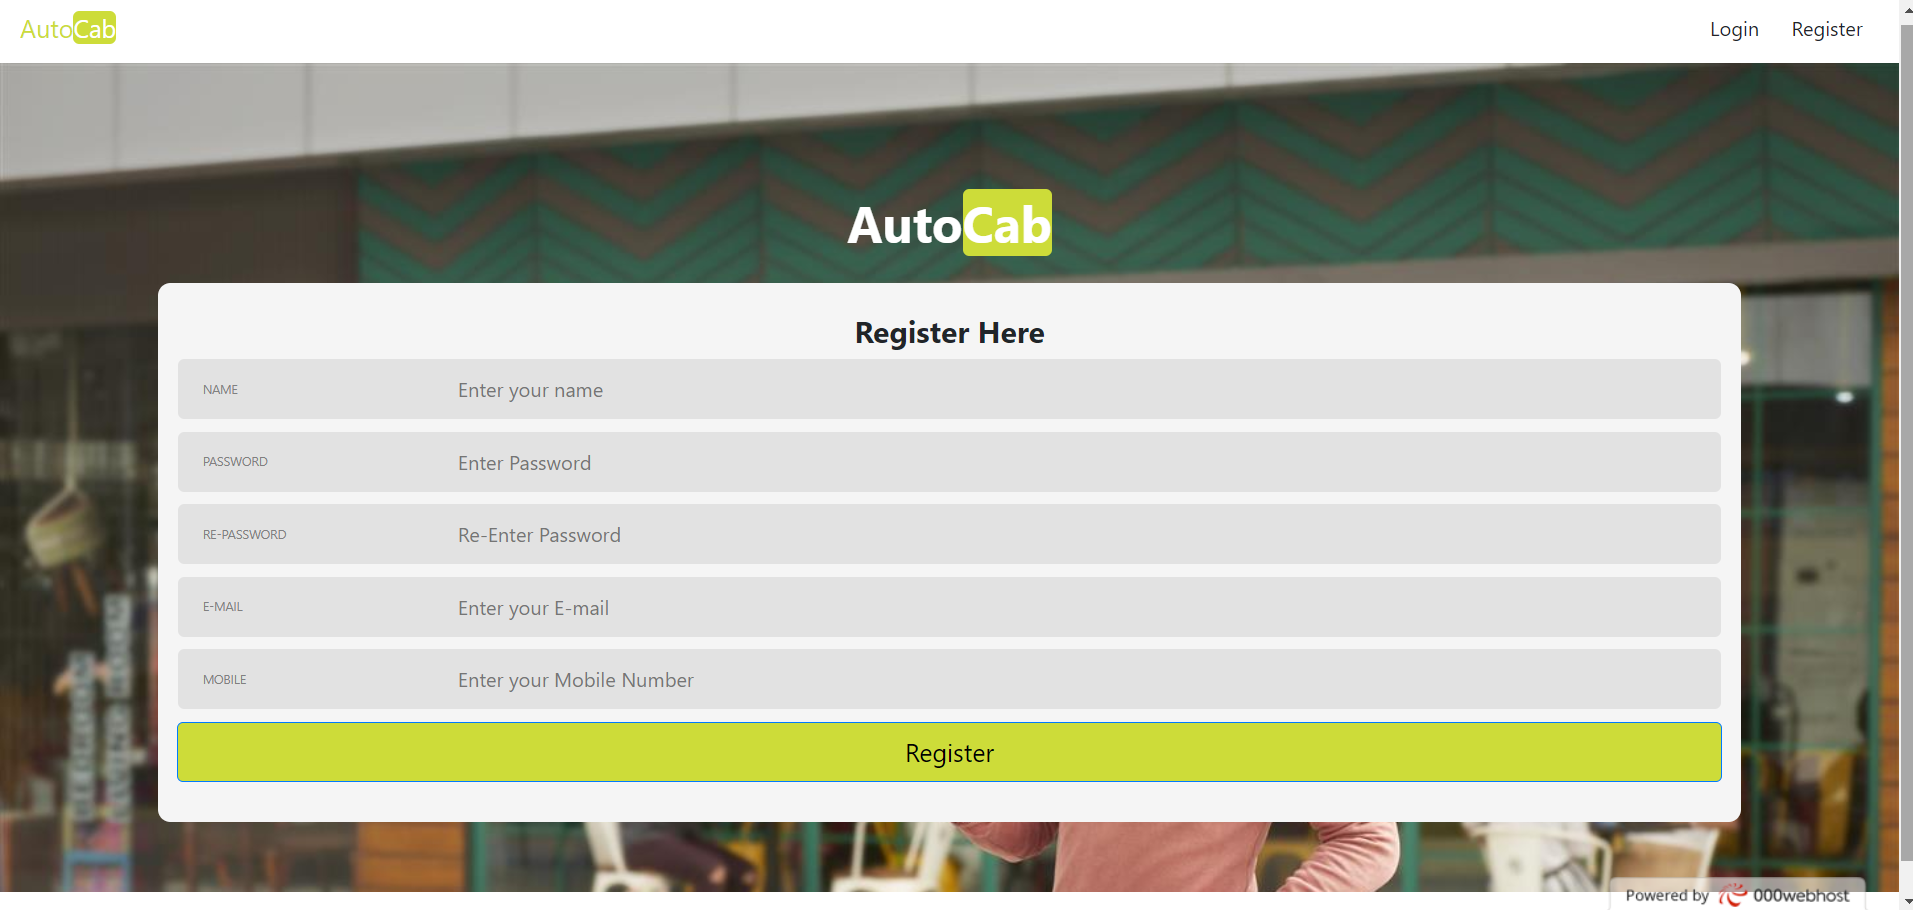 AutoCab
Login Register
AutoCab
Register Here
NAME Enter your name
PASSWORD Enter Password
RE-PASSWORD Re-Enter Password
E-MAIL Enter your E-mail
MOBILE Enter your Mobile Number
Register
Powered by 000webhost